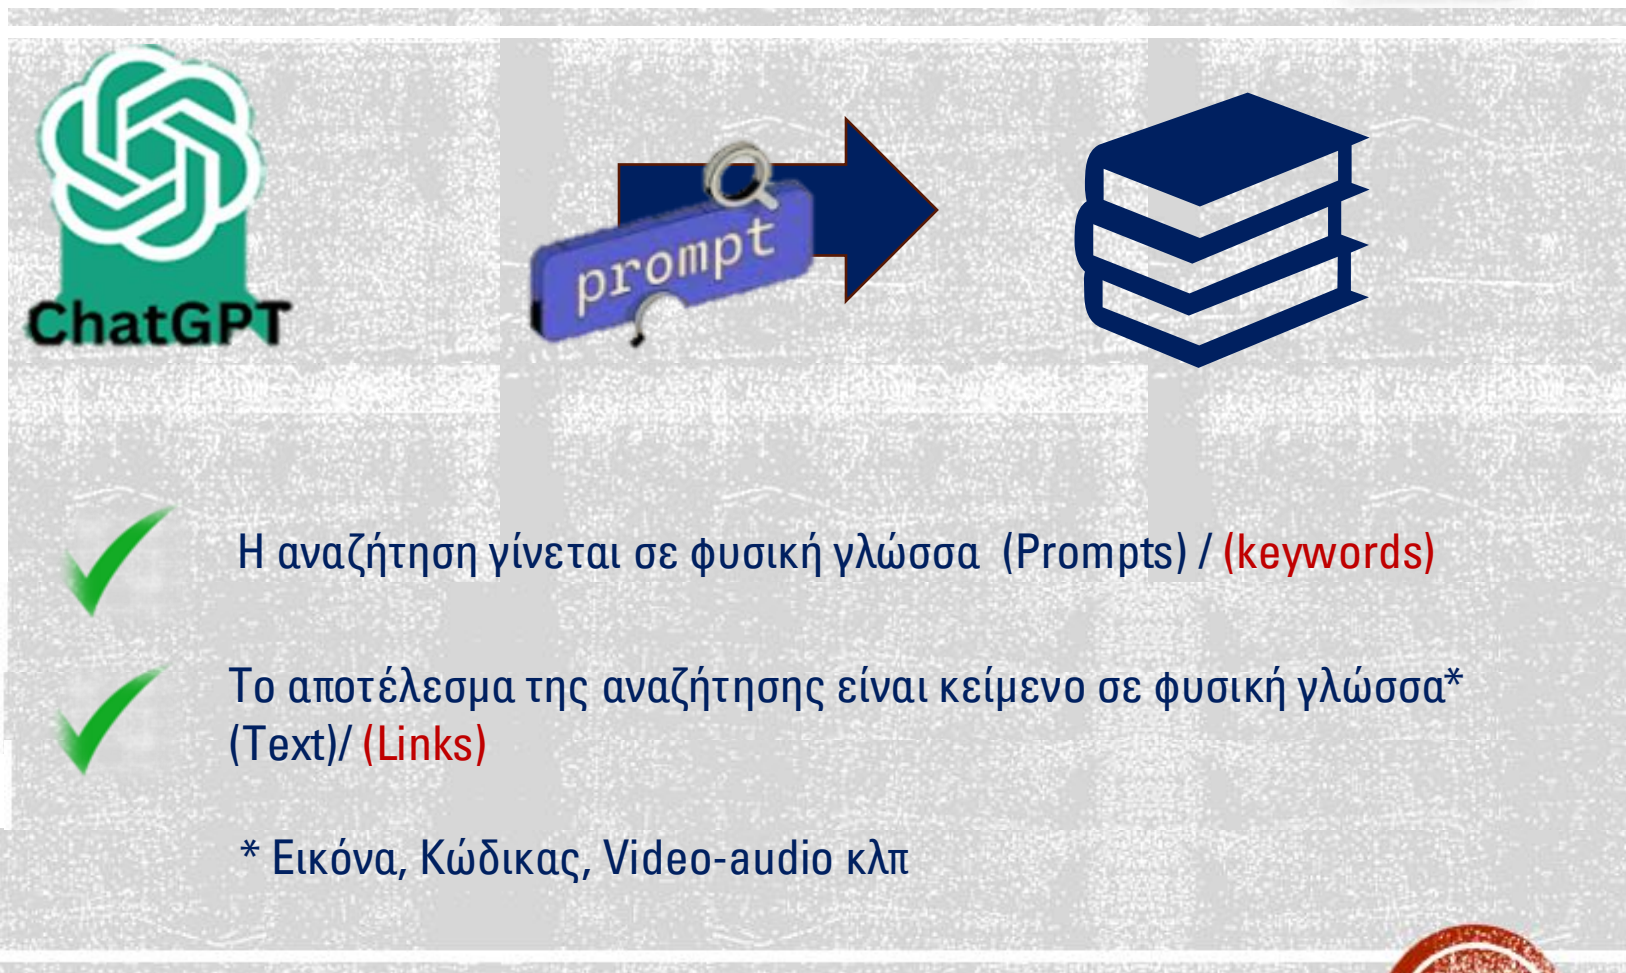 ChatGPT
prompt
Η αναζήτηση γίνεται σε φυσική γλώσσα (Prompts) / (keywords)
Το αποτέλεσμα της αναζήτησης είναι κείμενο σε φυσική γλώσσα*
(Text)/ (Links)
* Εικόνα, Κώδικας, Video-audio κλπ